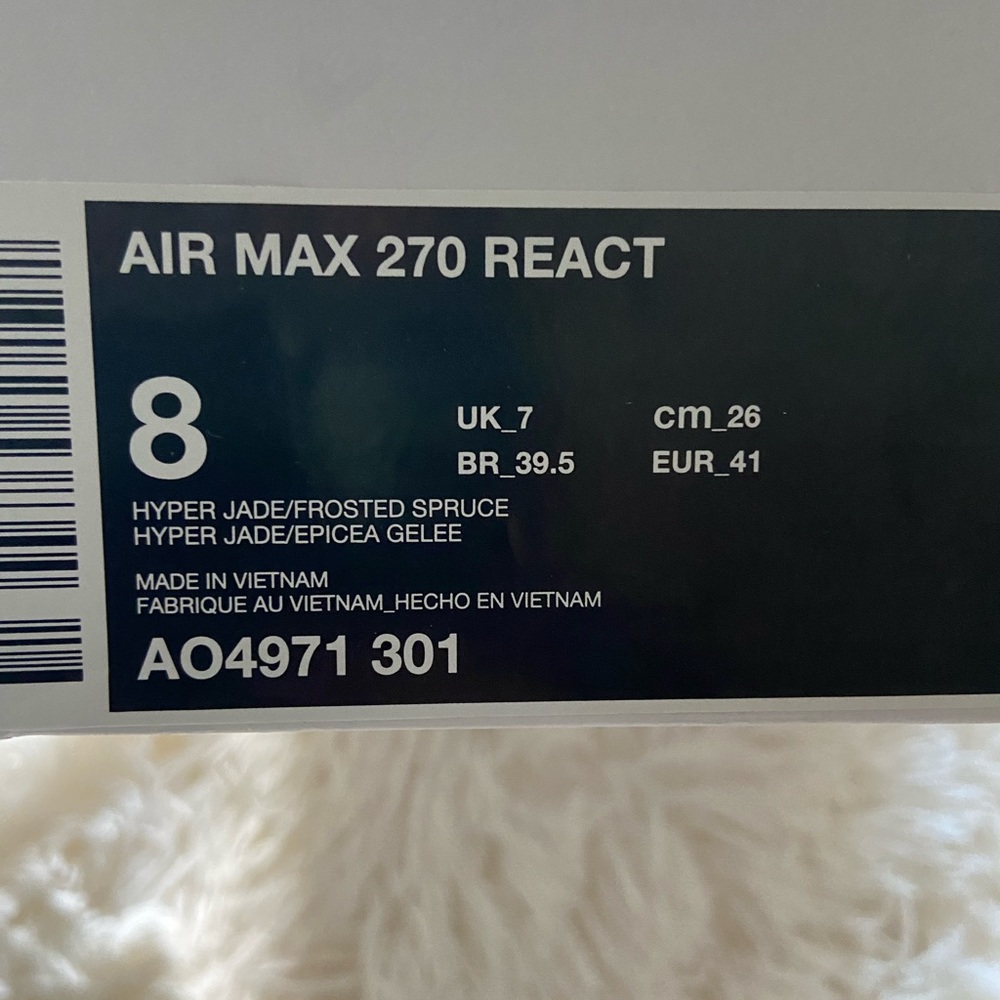 AIR MAX 270 REACT
8
UK_7 cm_26
BR_39.5 EUR_41
HYPER JADE/FROSTED SPRUCE
HYPER JADE/EPICEA GELEE
MADE IN VIETNAM
FABRIQUE AU VIETNAM_HECHO EN VIETNAM
AO4971 301